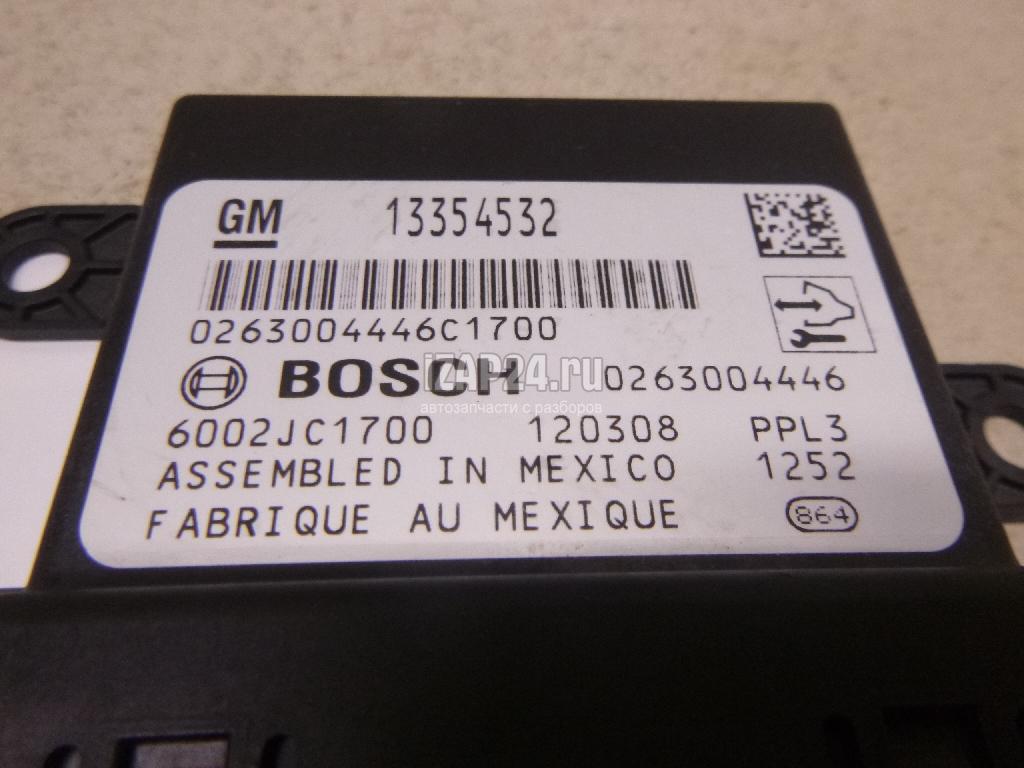 GM 13354532
0263004446C1700
BOSCH 0263004446
iZAP24.ru
автозапчасти с разборов
6002JC1700 120308 PPL3
ASSEMBLED IN MEXICO 1252
FABRIQUE AU MEXIQUE 864